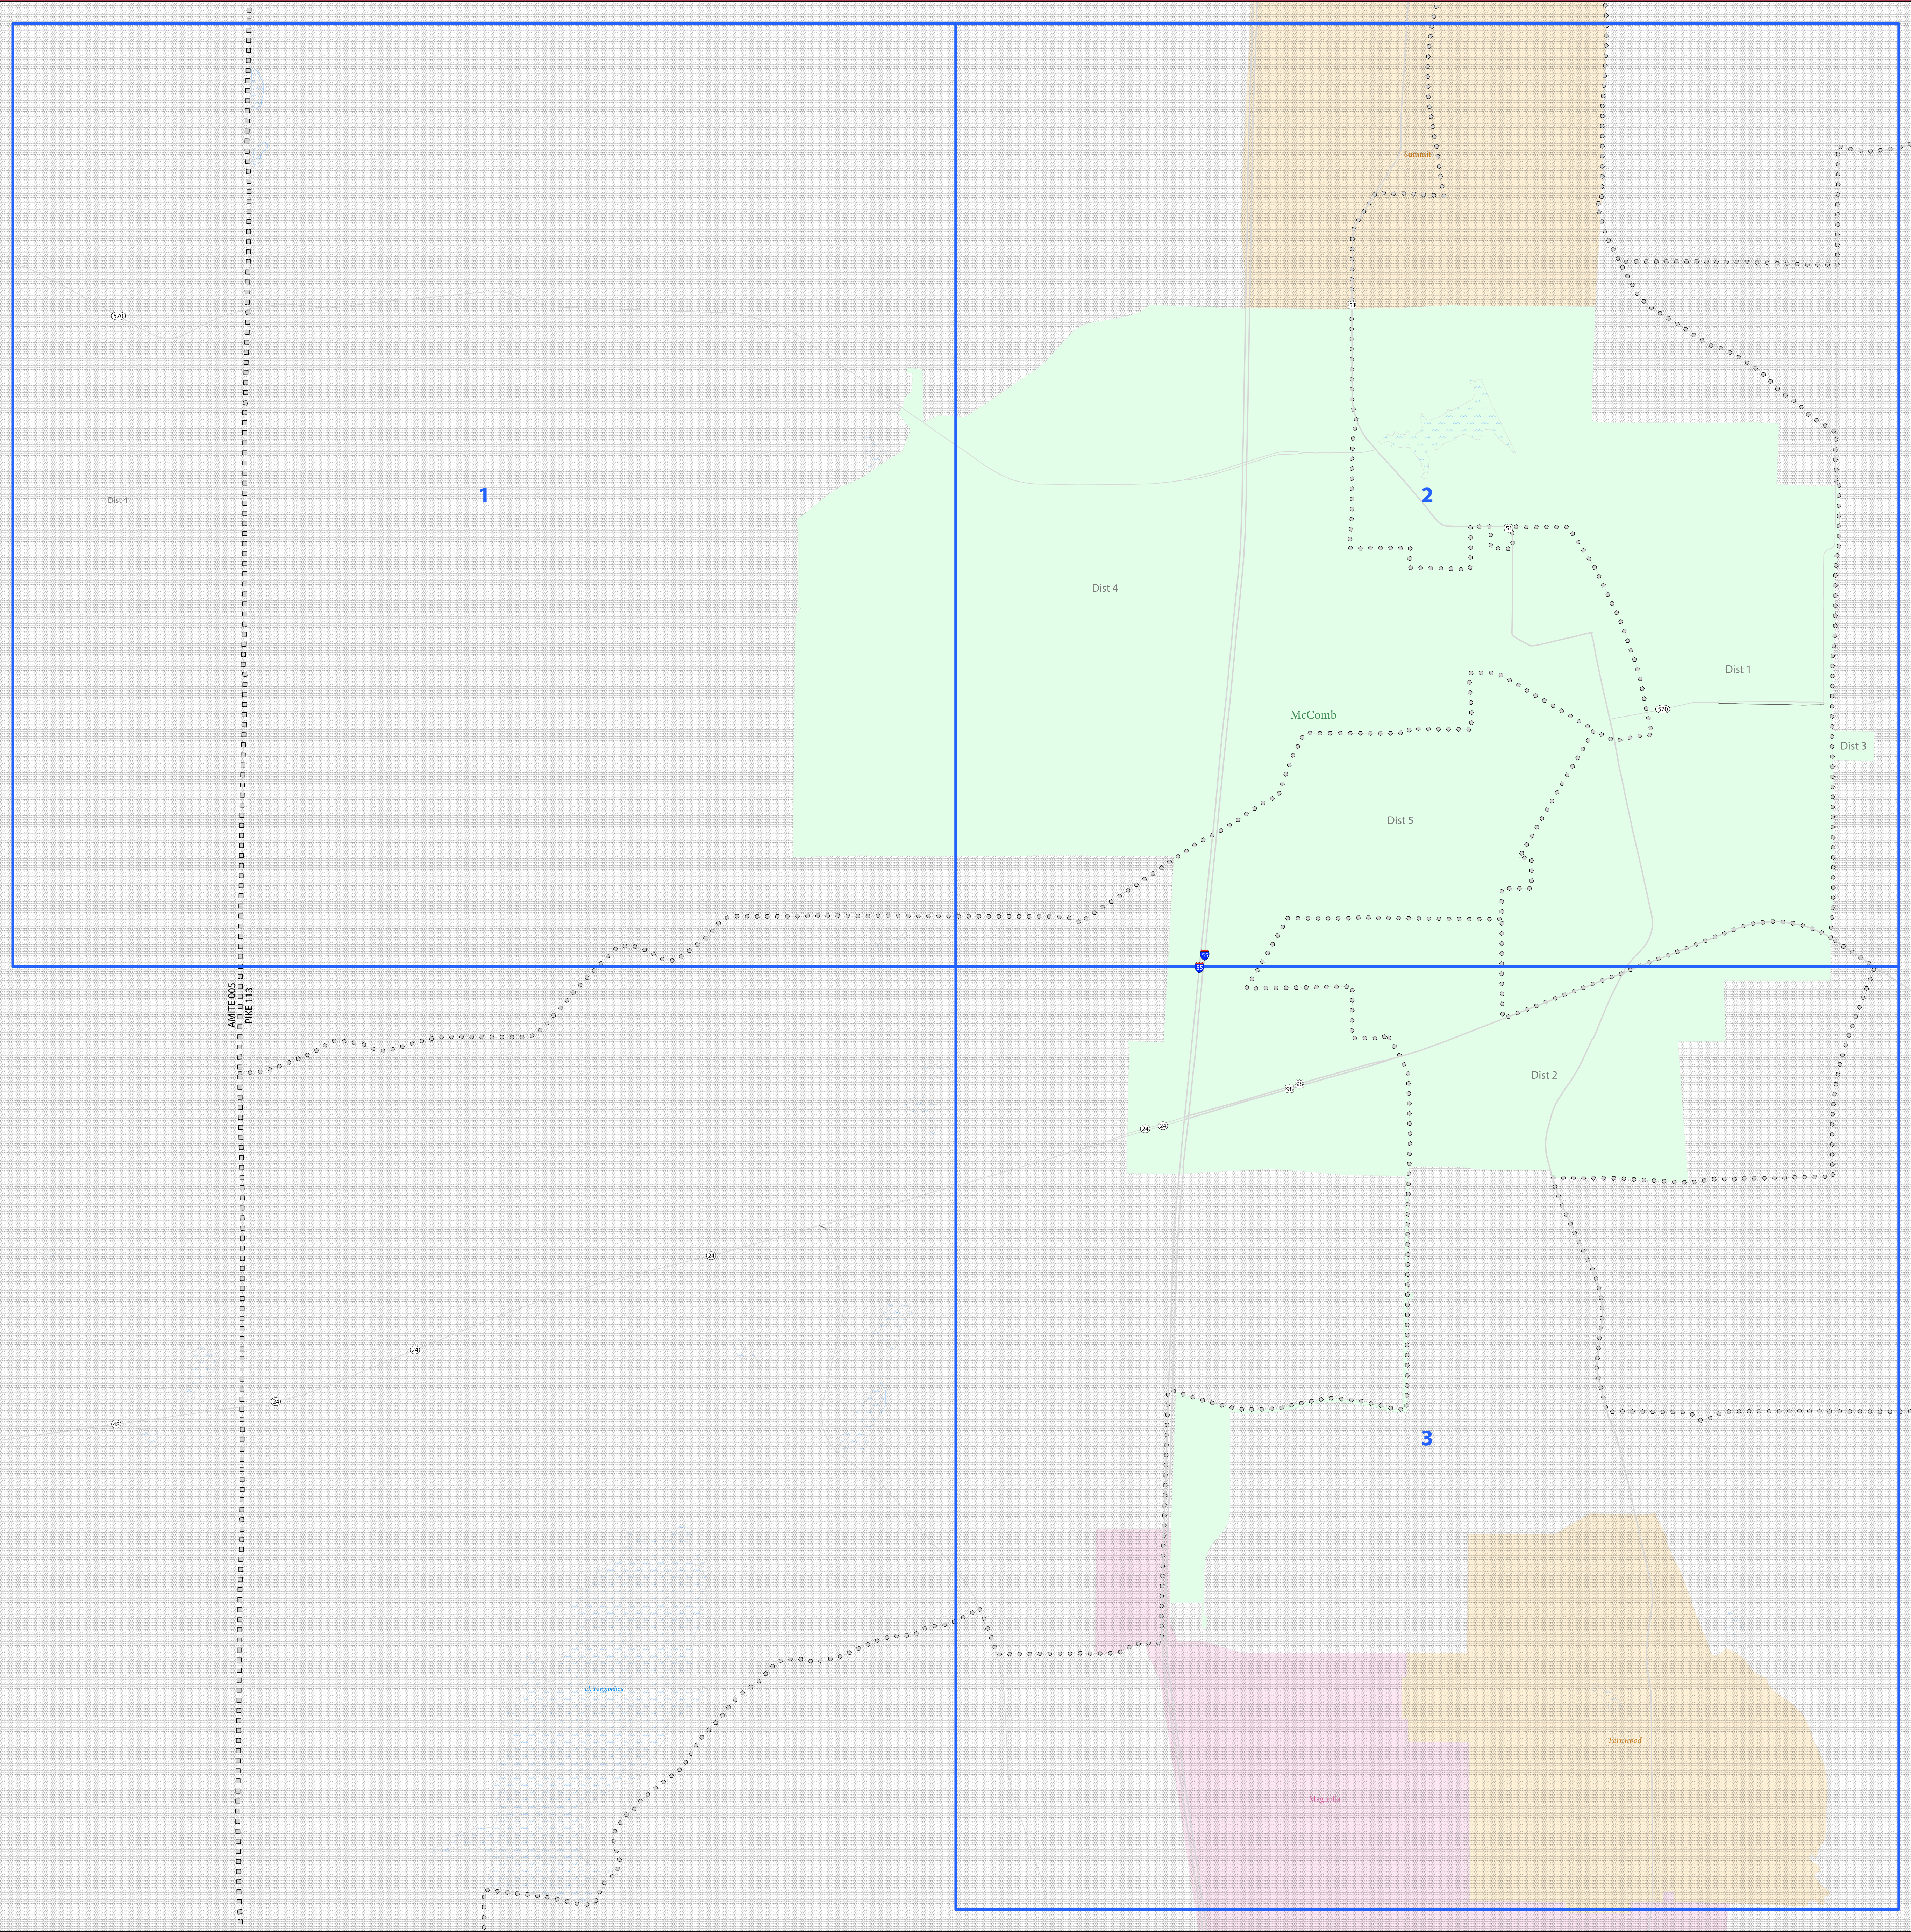 Summit
51
570
Dist 4
1
2
51
Dist 4
Dist 1
570
McComb
Dist 3
Dist 5
55
55
AMITE 005
PIKE 113
Dist 2
98
98
24
24
24
24
24
48
3
Lk Tangipahoa
Fernwood
Magnolia